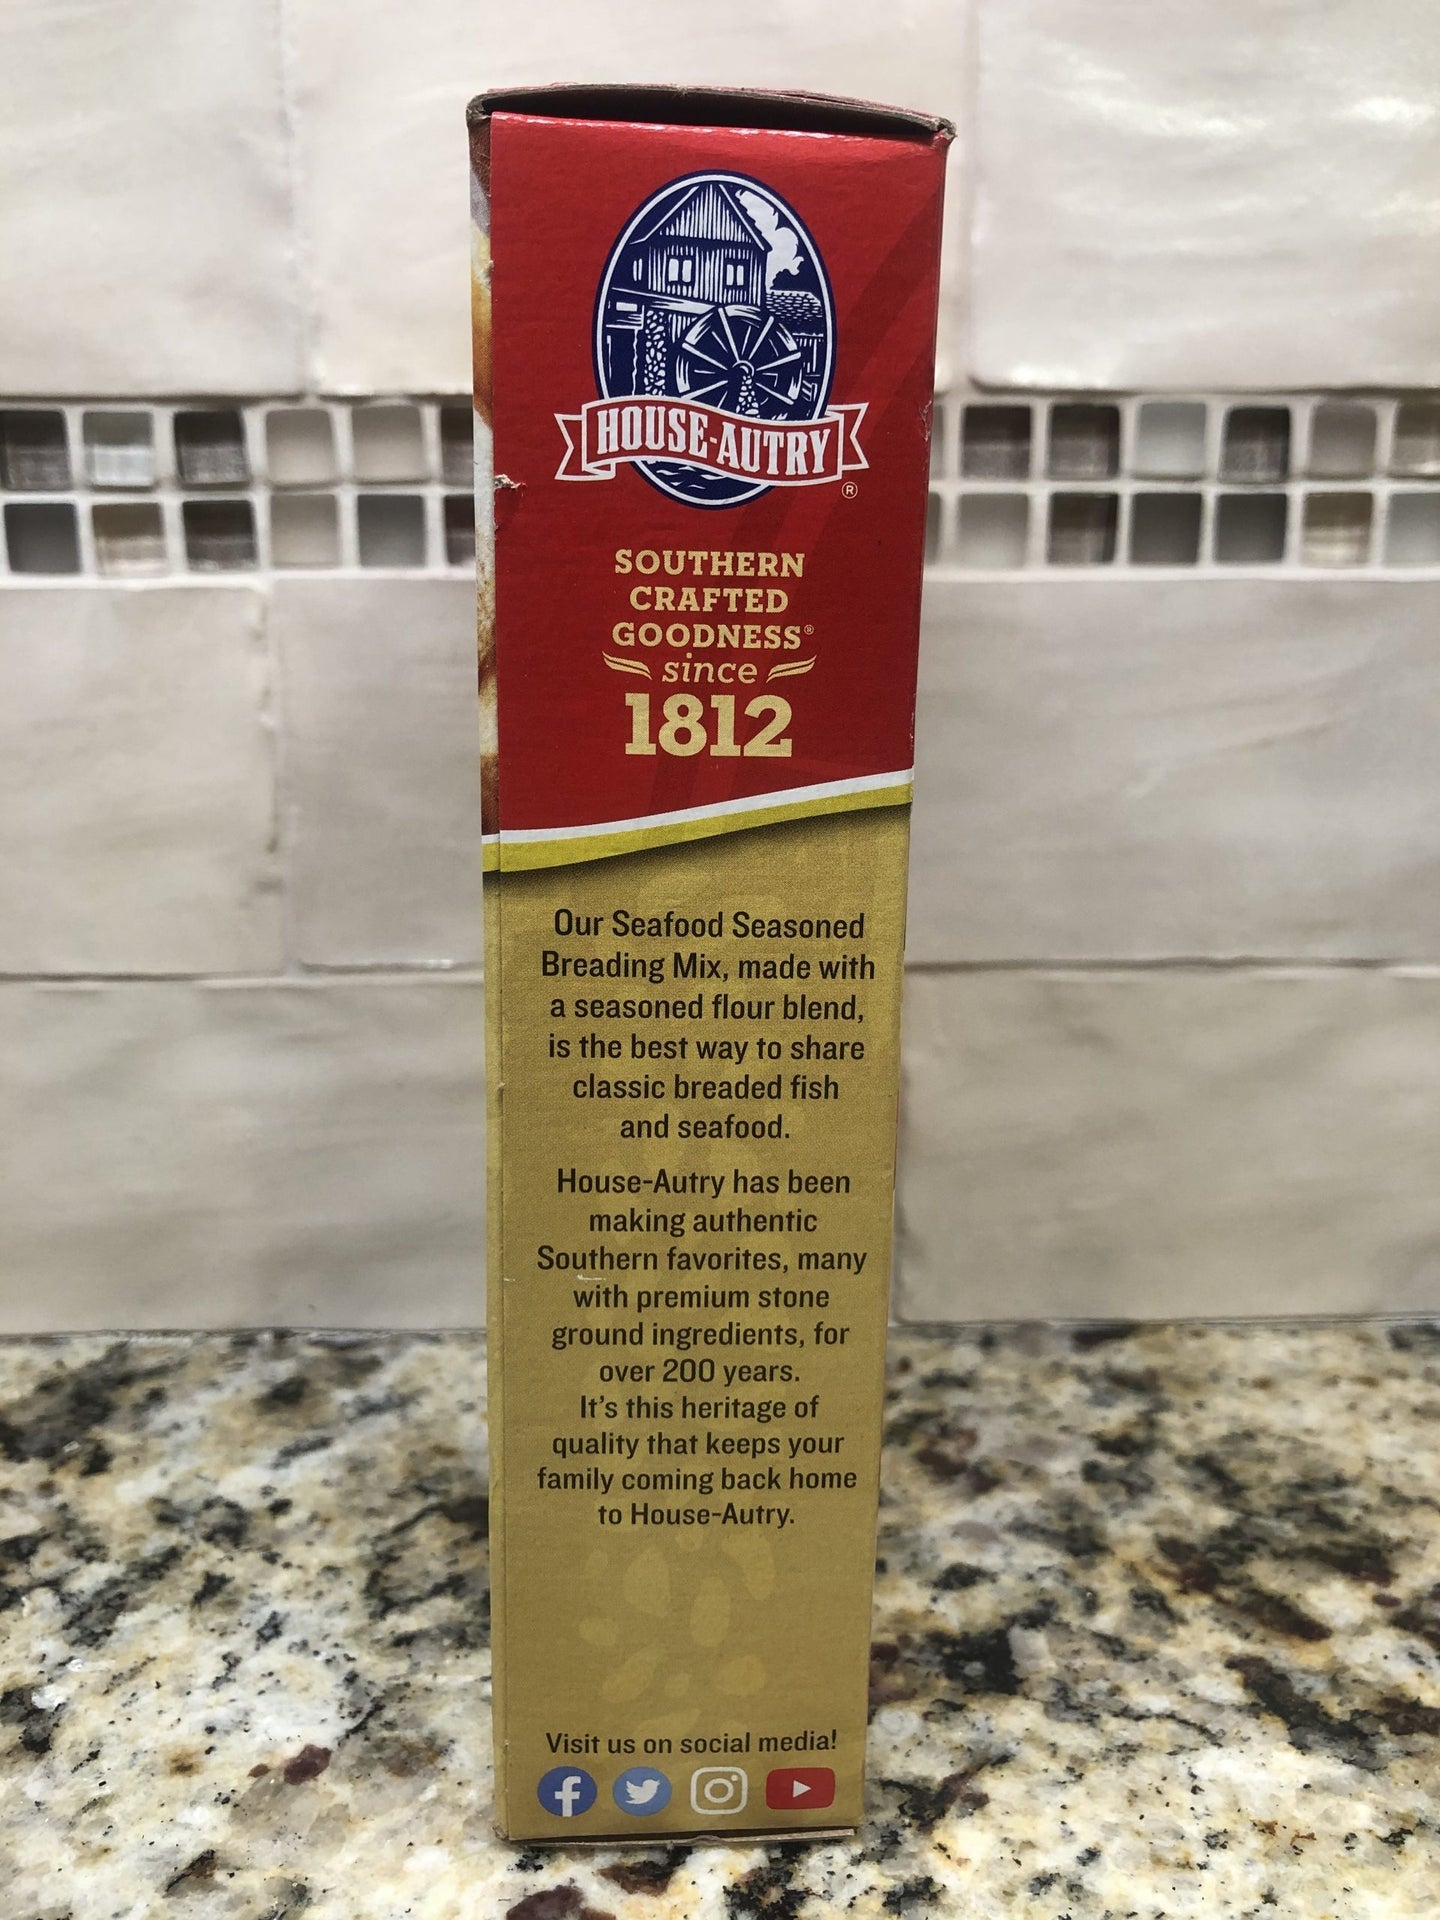 HOUSE-AUTRY
®
SOUTHERN
CRAFTED
GOODNESS®
since
1812
Our Seafood Seasoned
Breading Mix, made with
a seasoned flour blend,
is the best way to share
classic breaded fish
and seafood.
House-Autry has been
making authentic
Southern favorites, many
with premium stone
ground ingredients, for
over 200 years.
It's this heritage of
quality that keeps your
family coming back home
to House-Autry.
Visit us on social media!